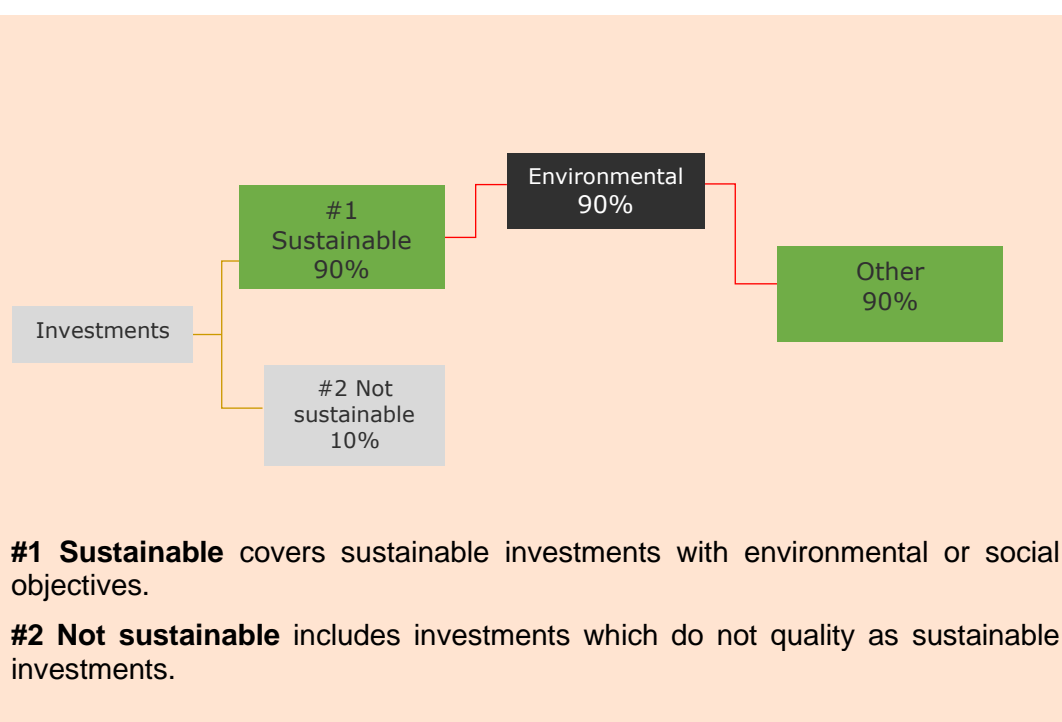 Environmental
90%
#1
Sustainable
90%
Other
90%
Investments
#2 Not
sustainable
10%
#1 Sustainable covers sustainable investments with environmental or social
objectives.
#2 Not sustainable includes investments which do not quality as sustainable
investments.